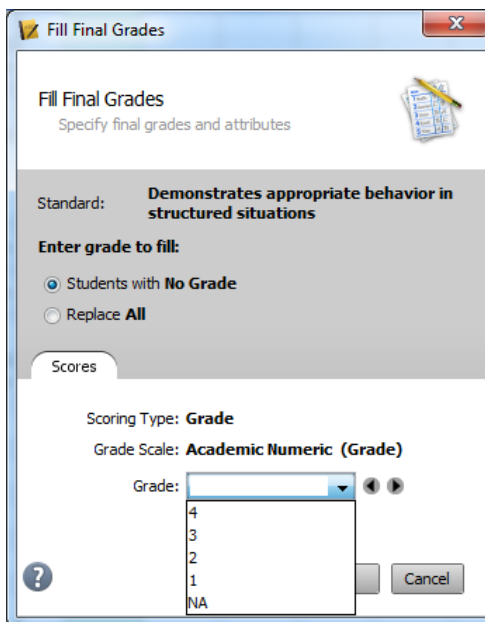 Fill Final Grades
Fill Final Grades
Specify final grades and attributes
Standard: Demonstrates appropriate behavior in
structured situations
Enter grade to fill:
Students with No Grade
Replace All
Scores
Scoring Type: Grade
Grade Scale: Academic Numeric (Grade)
Grade:
4
3
2
1
NA
? Cancel